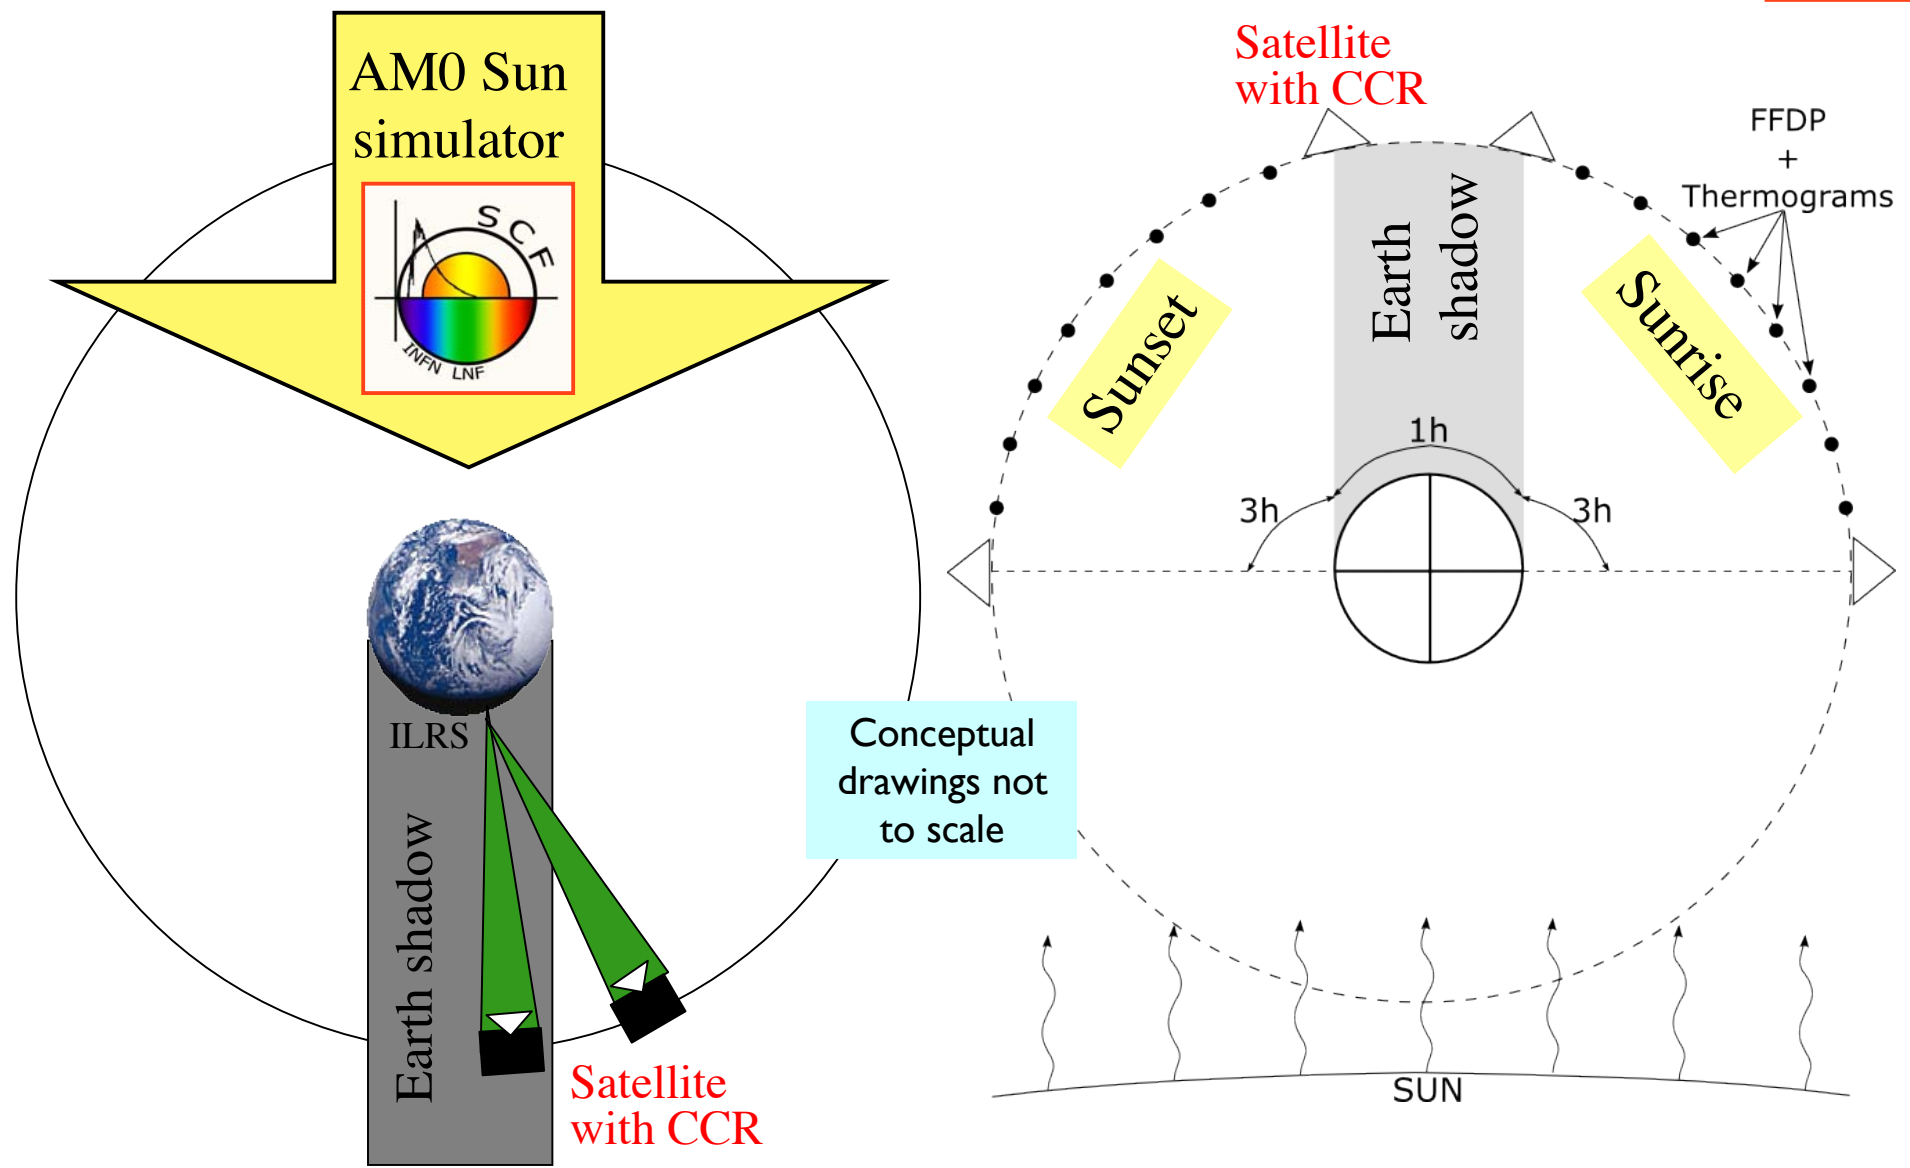 AM0 Sun
simulator
SCF
INFN LNF
ILRS
Earth shadow
Satellite
with CCR
Conceptual
drawings not
to scale
Satellite
with CCR
FFDP
+
Thermograms
Earth
shadow
Sunset
Sunrise
1h
3h
3h
SUN